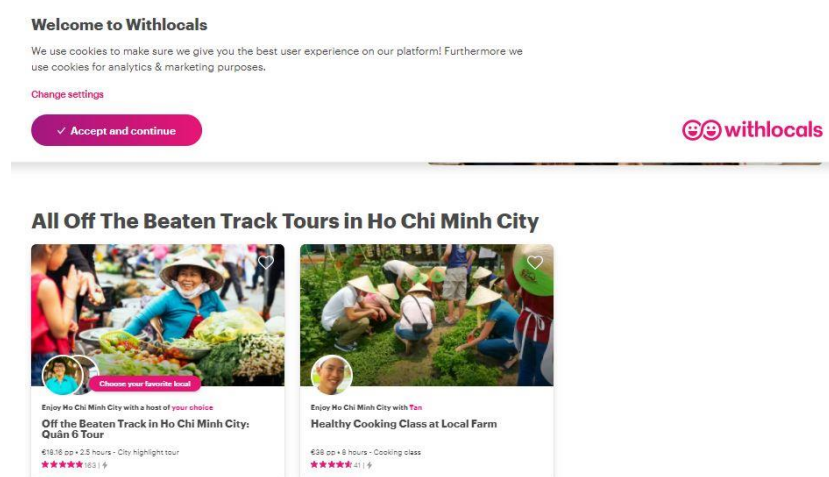 Welcome to Withlocals
We use cookies to make sure we give you the best user experience on our platform! Furthermore we
use cookies for analytics & marketing purposes.
Change settings
✓ Accept and continue
withlocals
All Off The Beaten Track Tours in Ho Chi Minh City
Choose your favorite local
Enjoy Ho Chi Minh City with a host of your choice
Off the Beaten Track in Ho Chi Minh City:
Quân 6 Tour
€18.16 pp • 2.5 hours - City highlight tour
★★★★★ 163 |
Enjoy Ho Chi Minh City with Tan
Healthy Cooking Class at Local Farm
€38 pp • 8 hours - Cooking class
41 |